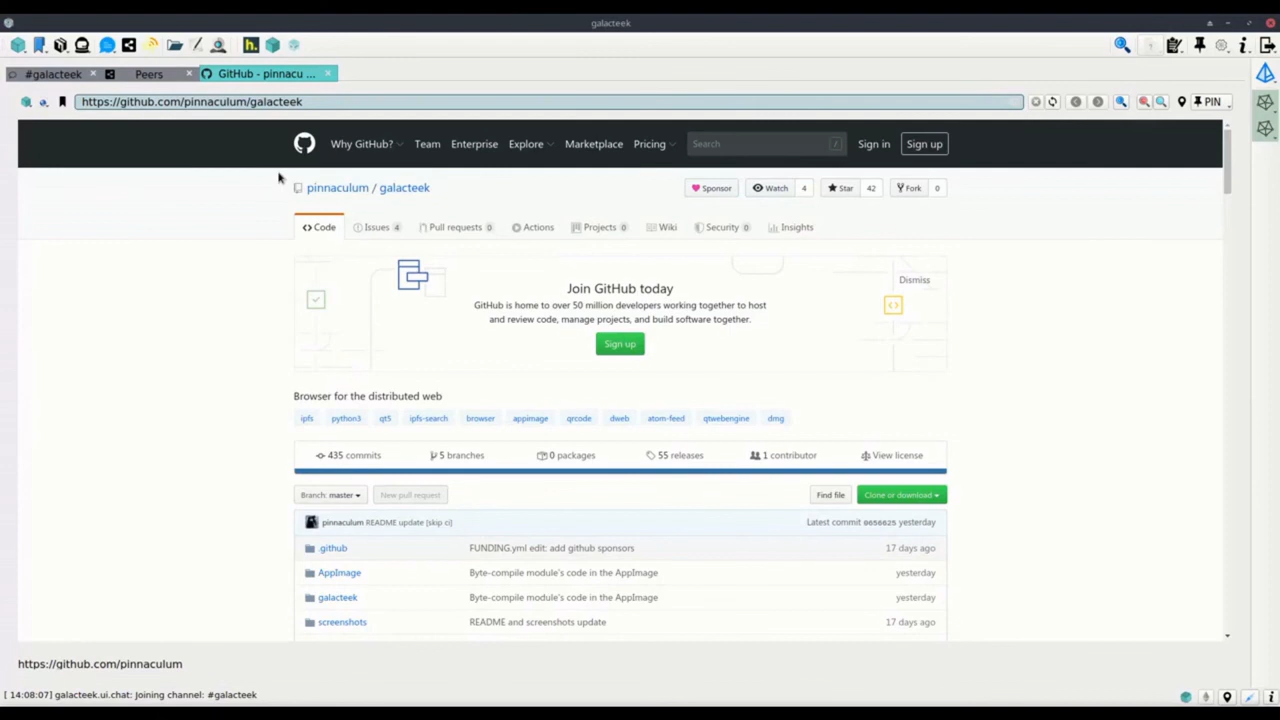 galacteek
#galacteek
Peers
GitHub - pinnacu ...
https://github.com/pinnaculum/galacteek
PIN
Why GitHub? Team Enterprise Explore Marketplace Pricing
Search /
Sign in Sign up
pinnaculum / galacteek
Sponsor Watch 4 Star 42 Fork 0
Code Issues 4 Pull requests 0 Actions Projects 0 Wiki Security 0 Insights
Dismiss
Join GitHub today
GitHub is home to over 50 million developers working together to host
and review code, manage projects, and build software together.
Sign up
Browser for the distributed web
ipfs python3 qt5 ipfs-search browser appimage qrcode dweb atom-feed qtwebengine dmg
435 commits 5 branches 0 packages 55 releases 1 contributor View license
Branch: master New pull request Find file Clone or download
pinnaculum README update [skip ci] Latest commit 0656625 yesterday
.github FUNDING.yml edit: add github sponsors 17 days ago
AppImage Byte-compile module's code in the AppImage yesterday
galacteek Byte-compile module's code in the AppImage yesterday
screenshots README and screenshots update 17 days ago
https://github.com/pinnaculum
[ 14:08:07] galacteek.ui.chat: Joining channel: #galacteek